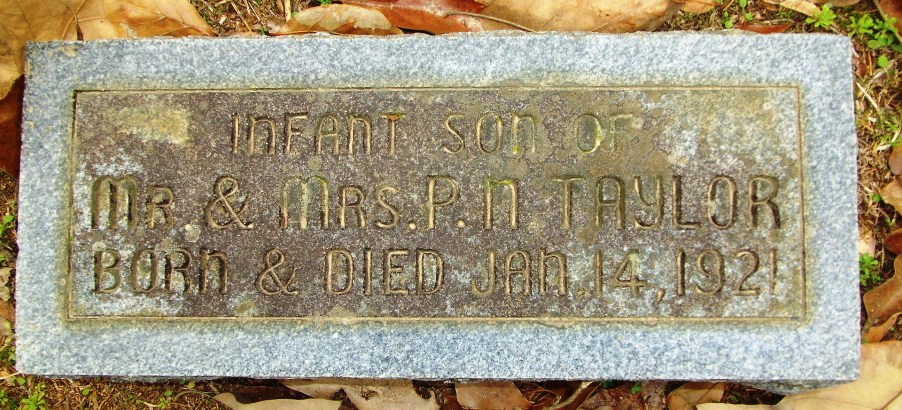 INFANT SON OF
MR. & MRS. P. N. TAYLOR
BORN & DIED JAN. 14, 1921